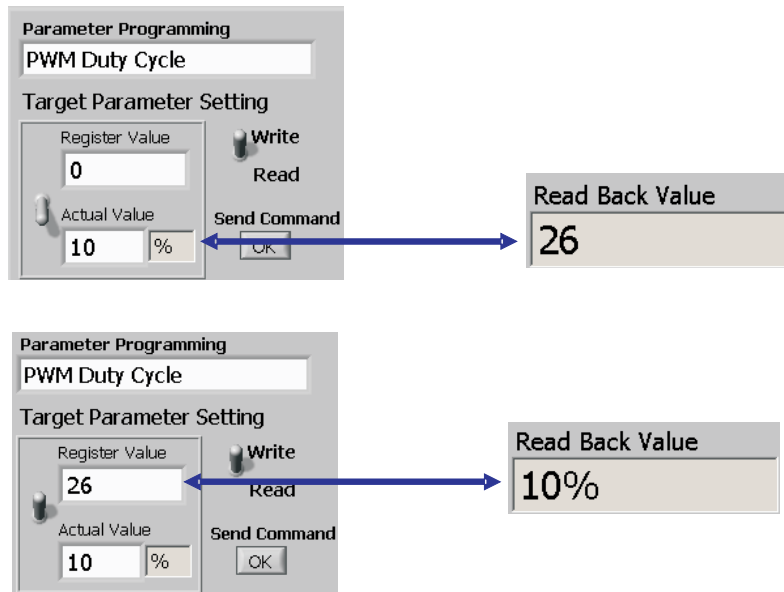 Parameter Programming
PWM Duty Cycle
Target Parameter Setting
Register Value
Write
0
Read
Actual Value
Send Command
10 %
OK
Read Back Value
26
Parameter Programming
PWM Duty Cycle
Target Parameter Setting
Register Value
Write
26
Read
Actual Value
Send Command
10 %
OK
Read Back Value
10%